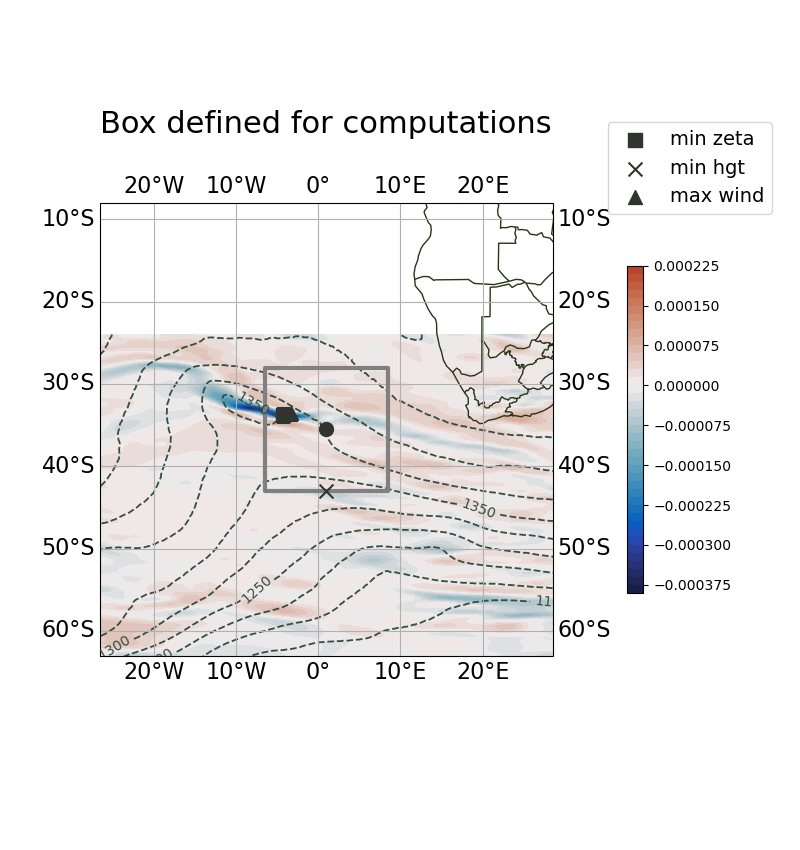 Box defined for computations
min zeta
min hgt
max wind
20°W 10°W 0° 10°E 20°E
10°S 10°S
20°S 20°S
30°S 30°S
40°S 40°S
50°S 50°S
60°S 60°S
20°W 10°W 0° 10°E 20°E
1350
1350
1250
11
1300
0.000225
0.000150
0.000075
0.000000
−0.000075
−0.000150
−0.000225
−0.000300
−0.000375